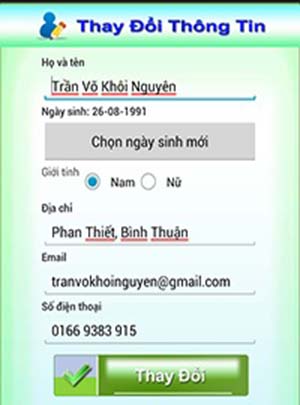 Thay Đổi Thông Tin
Họ và tên
Trần Võ Khôi Nguyên
Ngày sinh: 26-08-1991
Chọn ngày sinh mới
Giới tính
Nam
Nữ
Địa chỉ
Phan Thiết, Bình Thuận
Email
tranvokhoinguyen@gmail.com
Số điện thoại
0166 9383 915
Thay Đổi